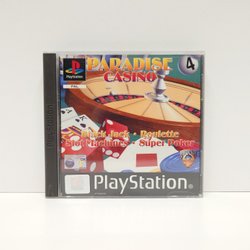 PARADISE
CASINO
4
PlayStation
PAL
Black Jack • Roulette
Slot Machines • Super Poker
PlayStation